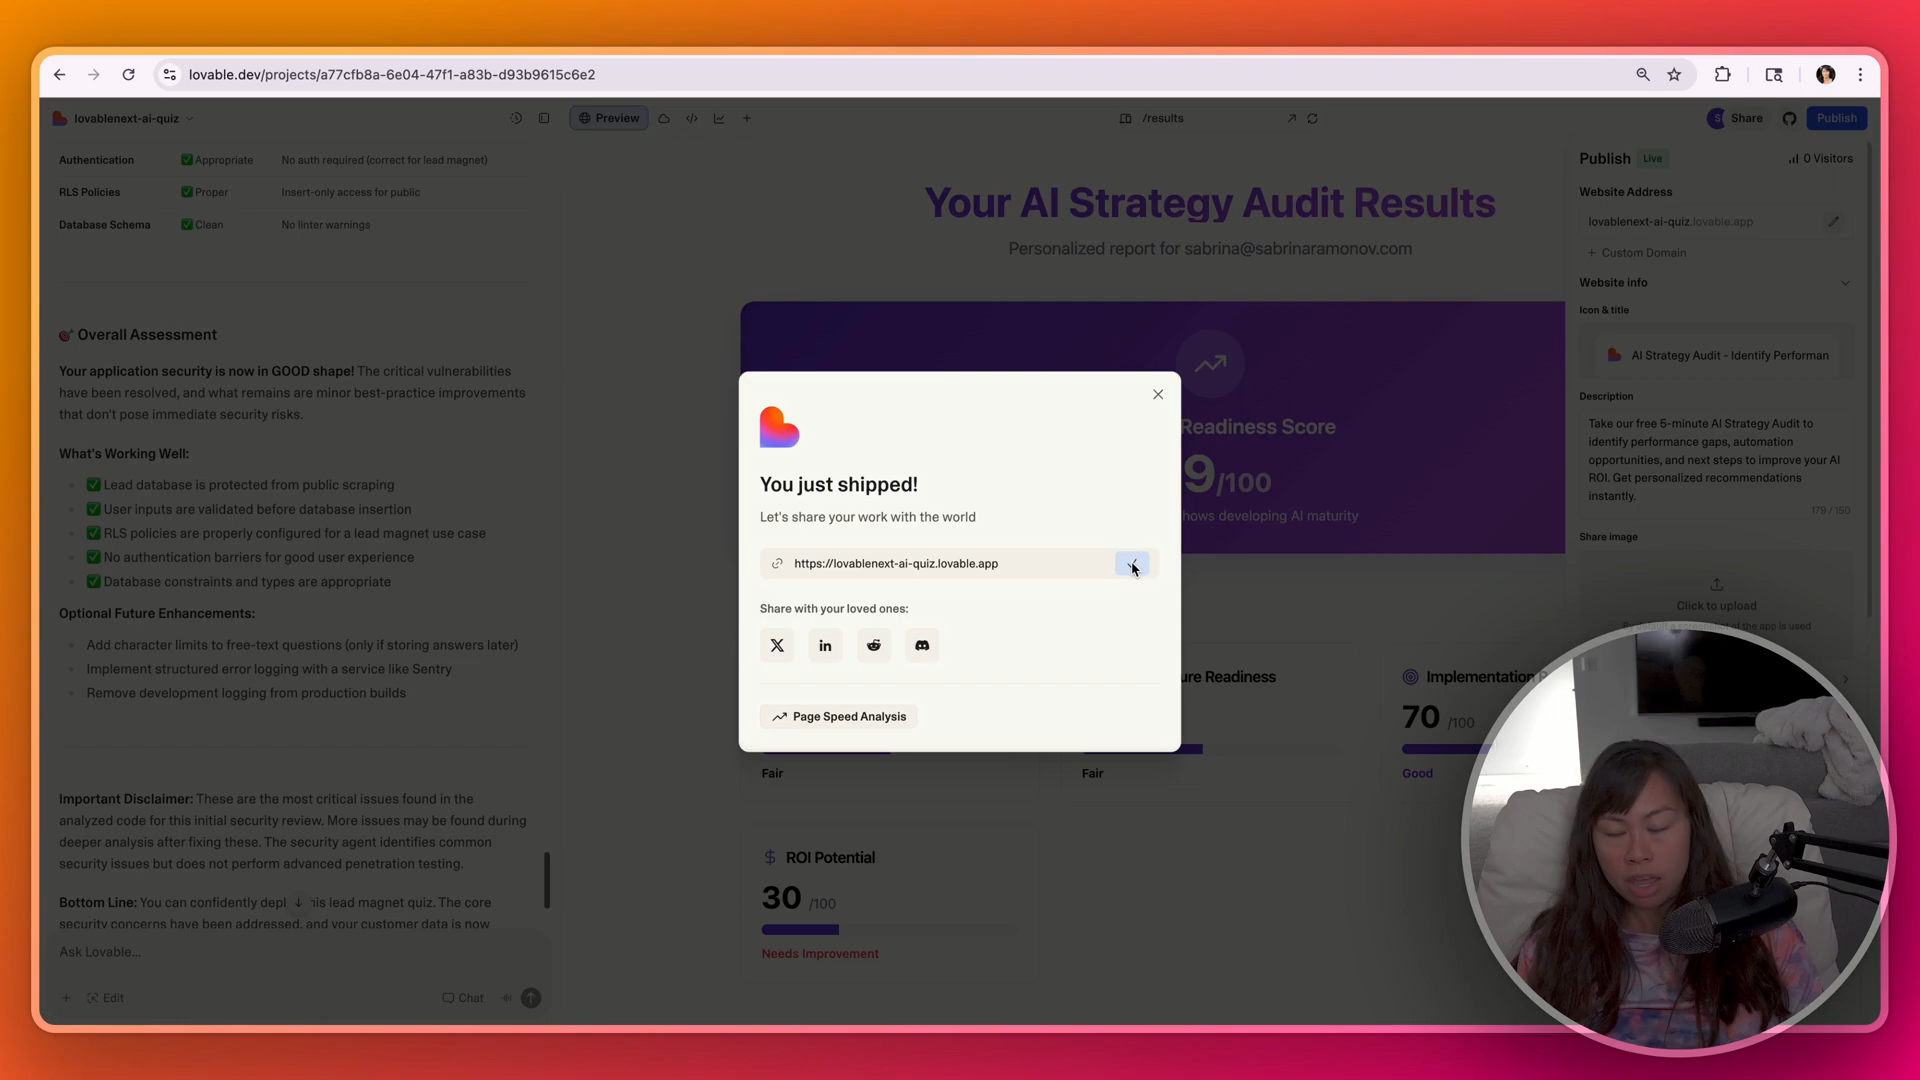 lovable.dev/projects/a77cfb8a-6e04-47f1-a83b-d93b9615c6e2
lovablenext-ai-quiz
Preview
/results
S
Share
Publish
Authentication ✅ Appropriate No auth required (correct for lead magnet)
RLS Policies ✅ Proper Insert-only access for public
Database Schema ✅ Clean No linter warnings
🎯 Overall Assessment
Your application security is now in GOOD shape! The critical vulnerabilities
have been resolved, and what remains are minor best-practice improvements
that don't pose immediate security risks.
What's Working Well:
✅ Lead database is protected from public scraping
✅ User inputs are validated before database insertion
✅ RLS policies are properly configured for a lead magnet use case
✅ No authentication barriers for good user experience
✅ Database constraints and types are appropriate
Optional Future Enhancements:
Add character limits to free-text questions (only if storing answers later)
Implement structured error logging with a service like Sentry
Remove development logging from production builds
Important Disclaimer: These are the most critical issues found in the
analyzed code for this initial security review. More issues may be found during
deeper analysis after fixing these. The security agent identifies common
security issues but does not perform advanced penetration testing.
Bottom Line: You can confidently depl his lead magnet quiz. The core
security concerns have been addressed, and your customer data is now
Ask Lovable...
Edit
Chat
Your AI Strategy Audit Results
Personalized report for sabrina@sabrinaramonov.com
Readiness Score
9/100
hows developing AI maturity
You just shipped!
Let's share your work with the world
https://lovablenext-ai-quiz.lovable.app
Share with your loved ones:
Page Speed Analysis
ure Readiness
Implementation
70 /100
Fair
Fair
Good
ROI Potential
30 /100
Needs Improvement
Publish Live
0 Visitors
Website Address
lovablenext-ai-quiz.lovable.app
+ Custom Domain
Website info
Icon & title
AI Strategy Audit - Identify Performan
Description
Take our free 5-minute AI Strategy Audit to
identify performance gaps, automation
opportunities, and next steps to improve your AI
ROI. Get personalized recommendations
instantly.
179 / 150
Share image
Click to upload
By default a screenshot of the app is used